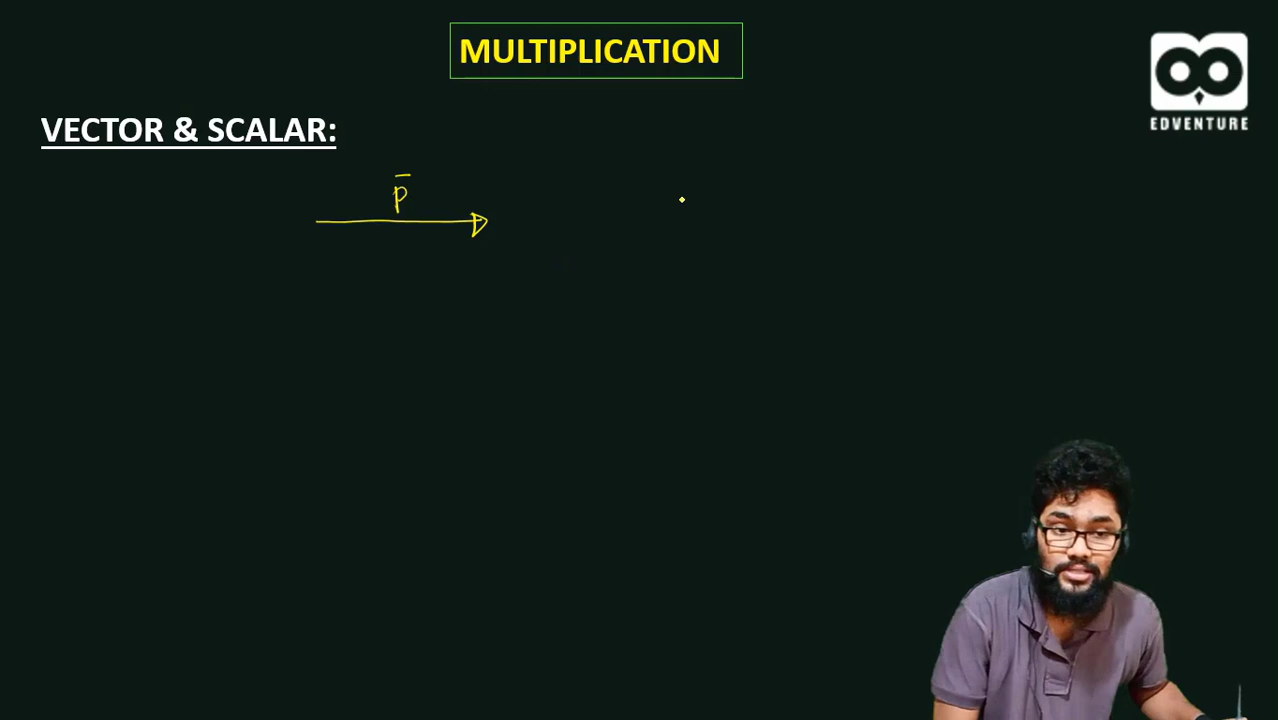 MULTIPLICATION
EDVENTURE
VECTOR & SCALAR:
p̄